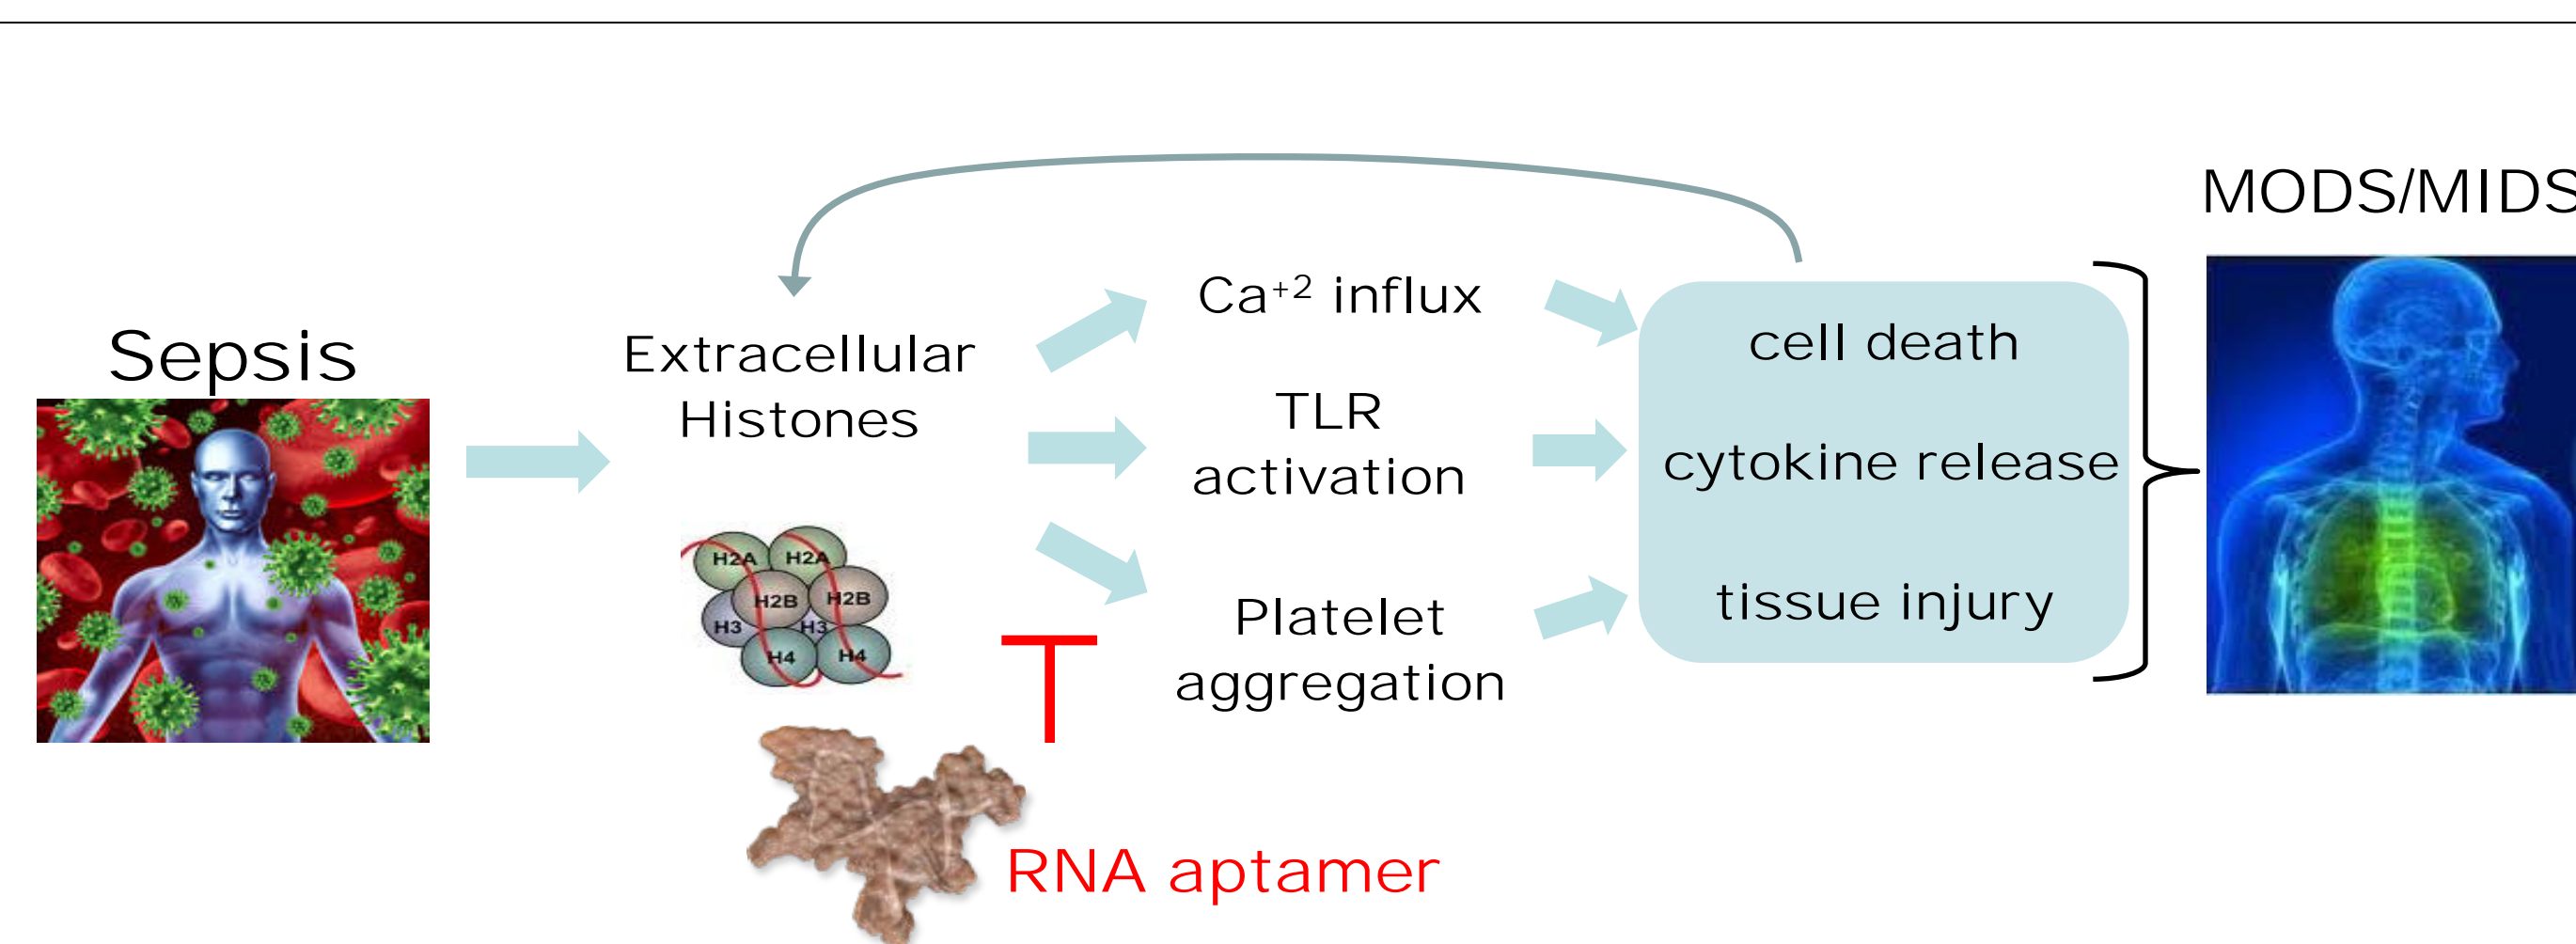 MODS/MIDS
Sepsis
Extracellular
Histones
Ca+2 influx
TLR
activation
Platelet
aggregation
cell death
cytokine release
tissue injury
H2A H2A
H2B H2B
H3 H3
H4 H4
RNA aptamer